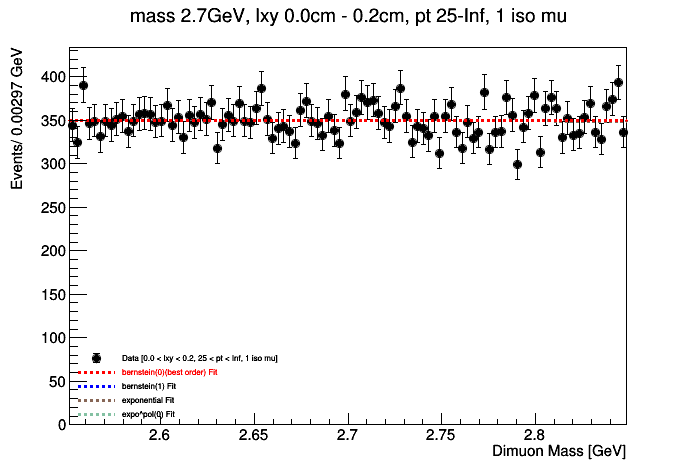 mass 2.7GeV, lxy 0.0cm - 0.2cm, pt 25-Inf, 1 iso mu
Events/ 0.00297 GeV
400
350
300
250
200
150
100
50
0
Data [0.0 < lxy < 0.2, 25 < pt < Inf, 1 iso mu]
bernstein(0)(best order) Fit
bernstein(1) Fit
exponential Fit
expo*pol(0) Fit
2.6 2.65 2.7 2.75 2.8
Dimuon Mass [GeV]